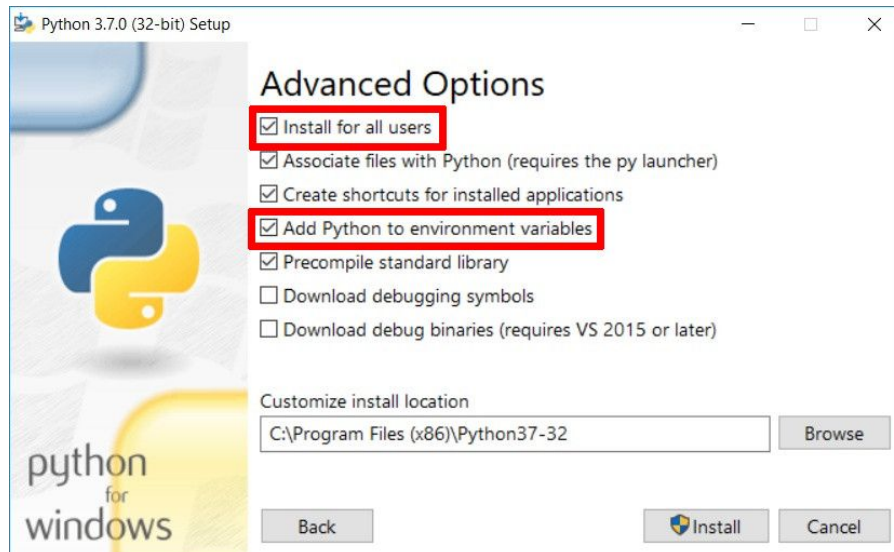 Python 3.7.0 (32-bit) Setup
Advanced Options
Install for all users
Associate files with Python (requires the py launcher)
Create shortcuts for installed applications
Add Python to environment variables
Precompile standard library
Download debugging symbols
Download debug binaries (requires VS 2015 or later)
Customize install location
C:\Program Files (x86)\Python37-32
Browse
python
for
windows
Back
Install
Cancel